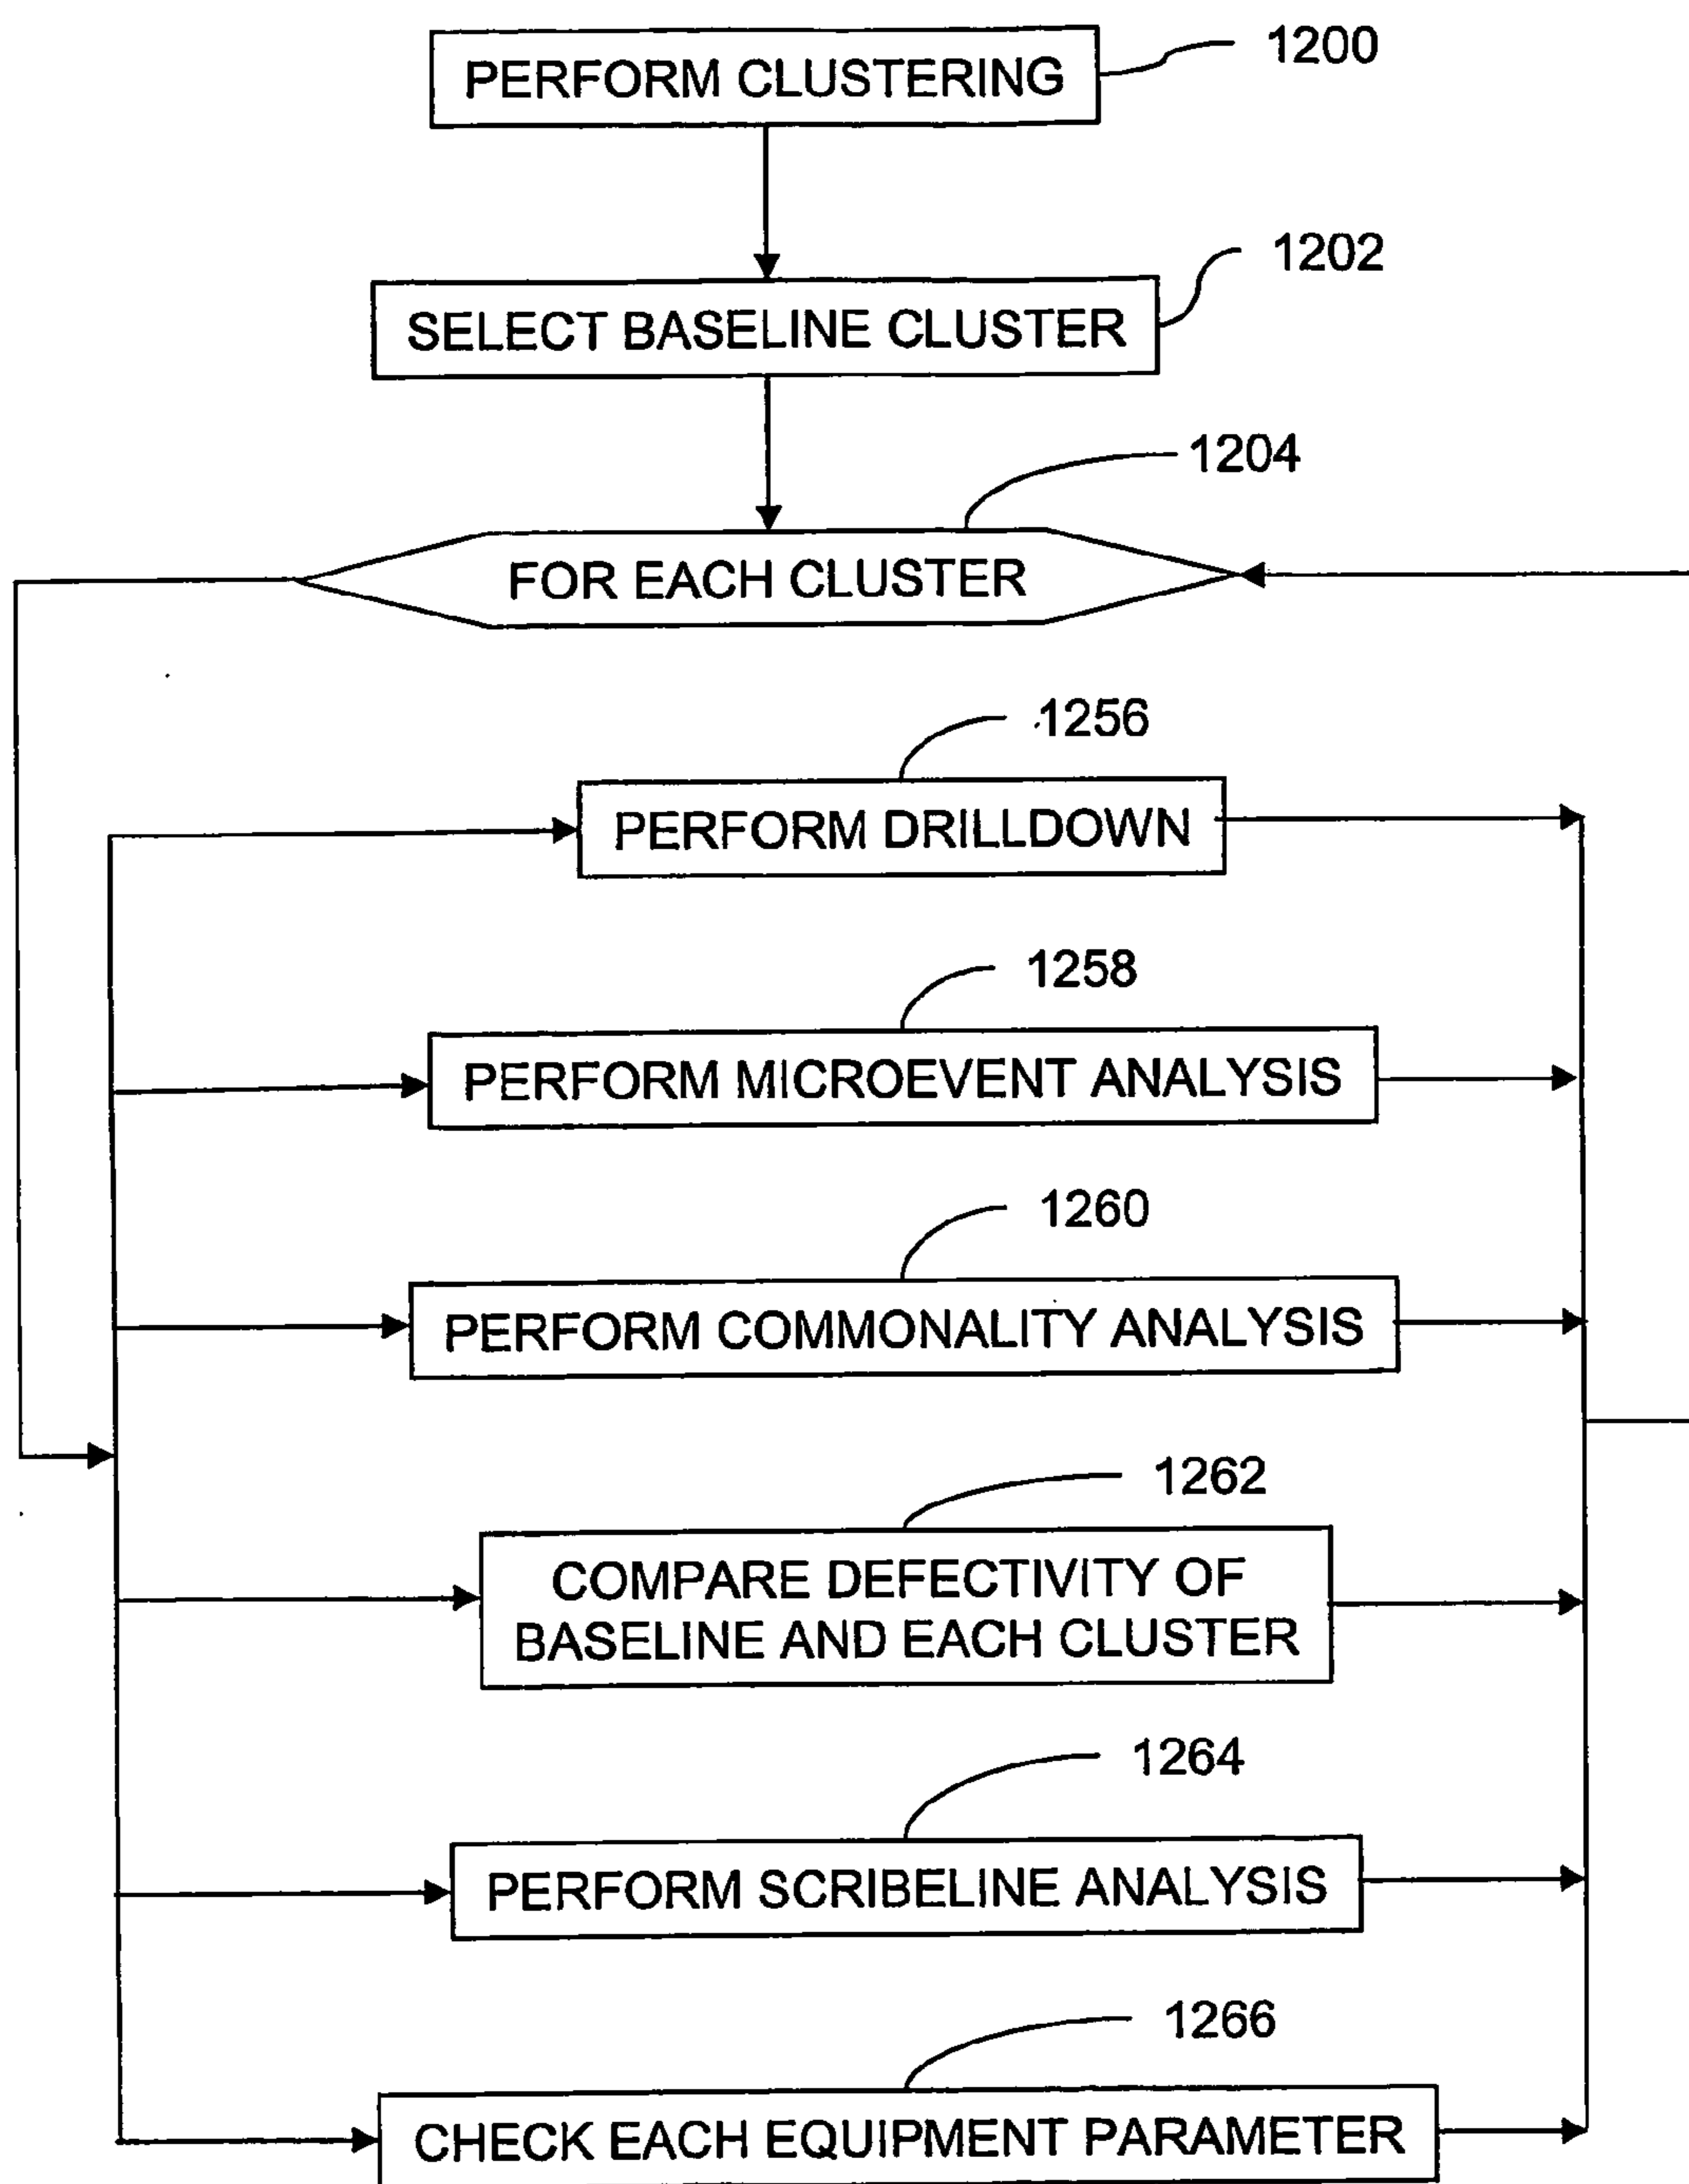 1200
PERFORM CLUSTERING
1202
SELECT BASELINE CLUSTER
1204
FOR EACH CLUSTER
1256
PERFORM DRILLDOWN
1258
PERFORM MICROEVENT ANALYSIS
1260
PERFORM COMMONALITY ANALYSIS
1262
COMPARE DEFECTIVITY OF
BASELINE AND EACH CLUSTER
1264
PERFORM SCRIBELINE ANALYSIS
1266
CHECK EACH EQUIPMENT PARAMETER